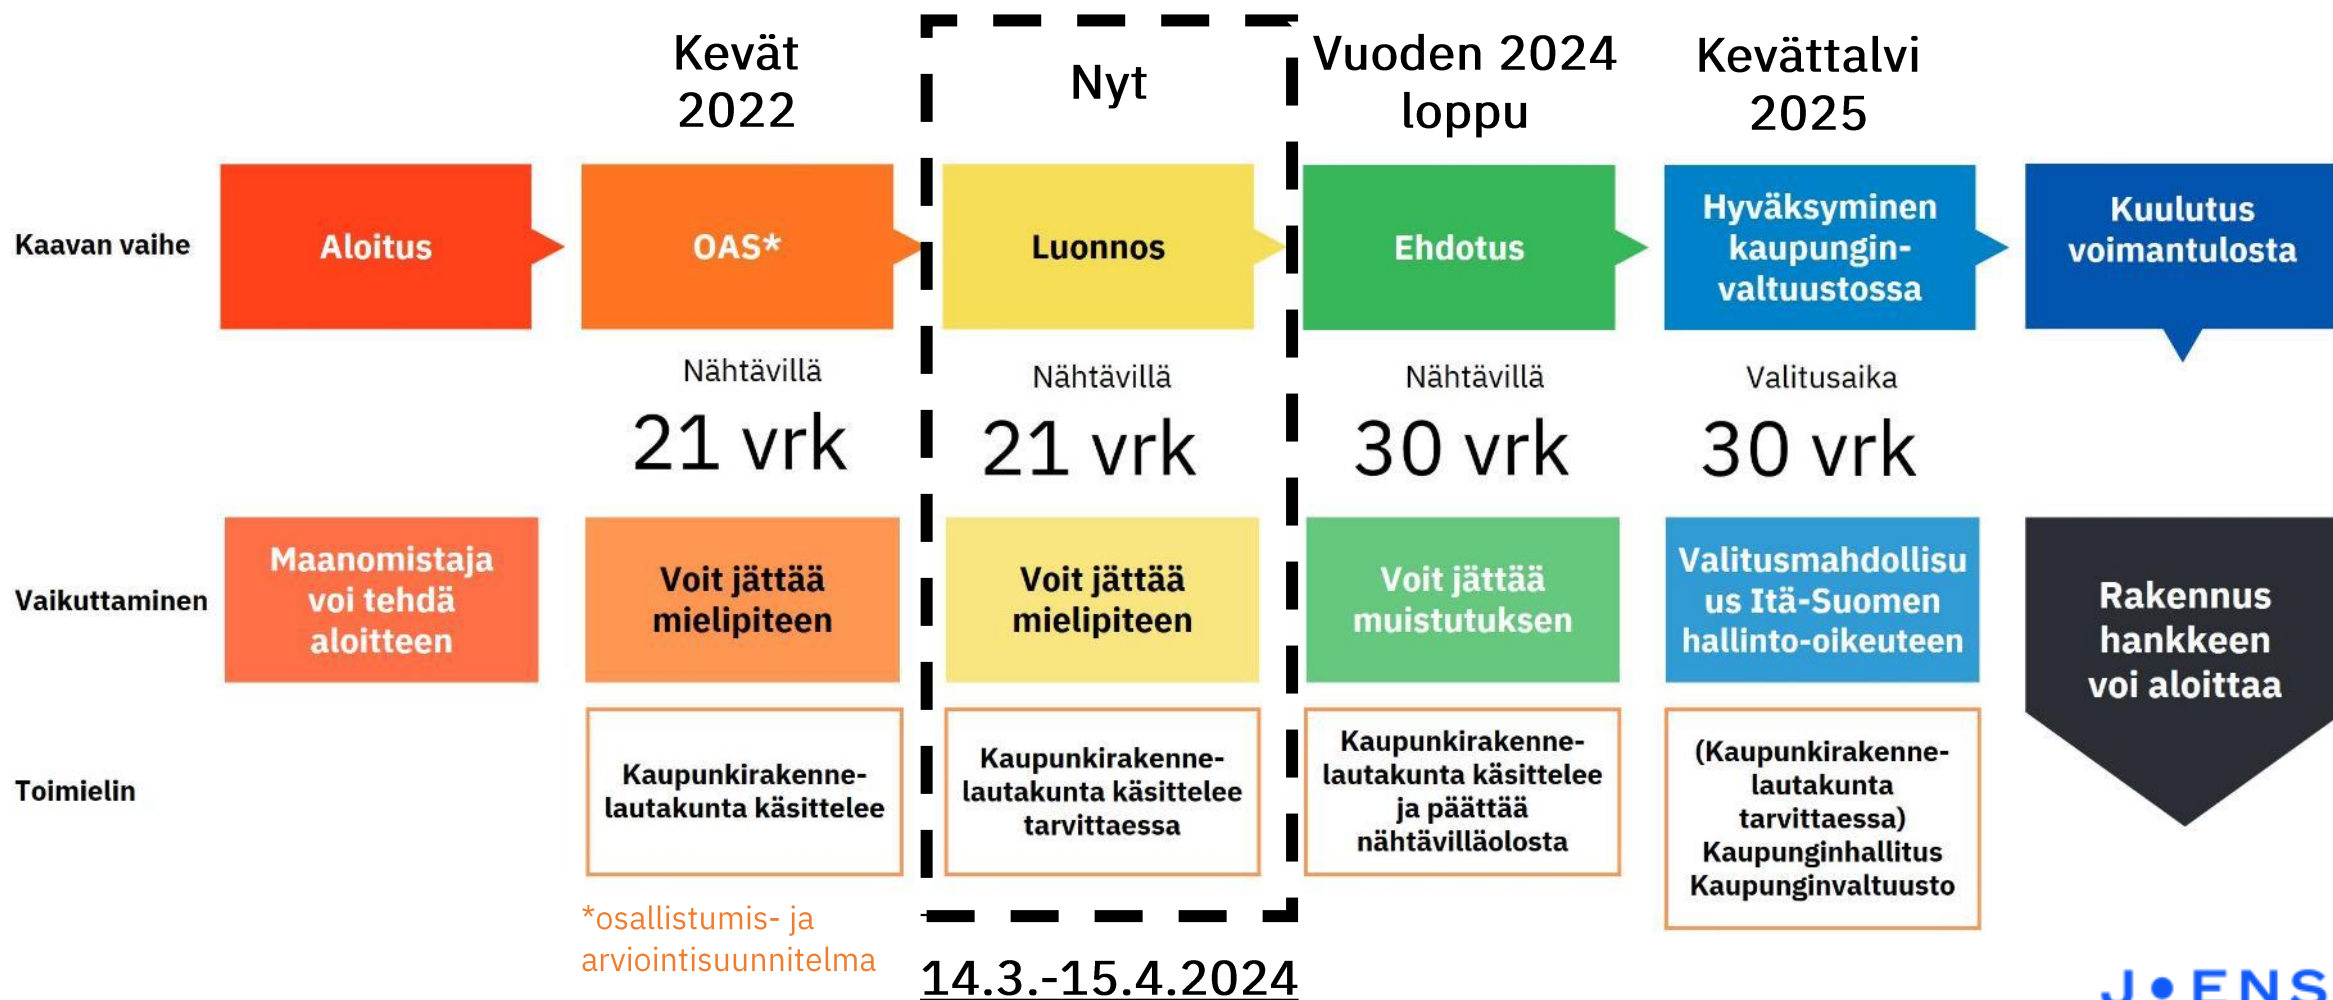 Kevät
2022
Nyt
Vuoden 2024
loppu
Kevättalvi
2025
Kaavan vaihe
Aloitus
OAS*
Luonnos
Ehdotus
Hyväksyminen
kaupungin-
valtuustossa
Kuulutus
voimantulosta
Nähtävillä
21 vrk
Nähtävillä
21 vrk
Nähtävillä
30 vrk
Valitusaika
30 vrk
Vaikuttaminen
Maanomistaja
voi tehdä
aloitteen
Voit jättää
mielipiteen
Voit jättää
mielipiteen
Voit jättää
muistutuksen
Valitusmahdollisu
us Itä-Suomen
hallinto-oikeuteen
Rakennus
hankkeen
voi aloittaa
Toimielin
Kaupunkirakenne-
lautakunta käsittelee
Kaupunkirakenne-
lautakunta käsittelee
tarvittaessa
Kaupunkirakenne-
lautakunta käsittelee
ja päättää
nähtävilläolosta
(Kaupunkirakenne-
lautakunta
tarvittaessa)
Kaupunginhallitus
Kaupunginvaltuusto
*osallistumis- ja
arviointisuunnitelma
14.3.-15.4.2024